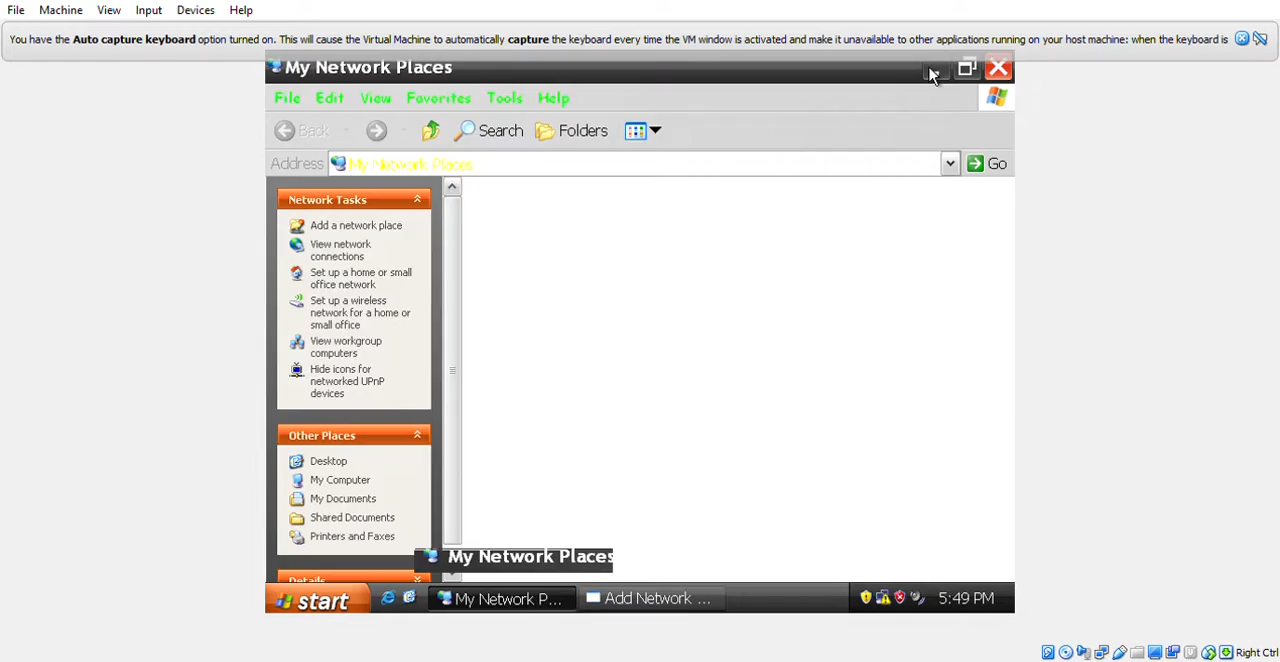 File Machine View Input Devices Help
You have the Auto capture keyboard option turned on. This will cause the Virtual Machine to automatically capture the keyboard every time the VM window is activated and make it unavailable to other applications running on your host machine: when the keyboard is
My Network Places
File Edit View Favorites Tools Help
Back Search Folders
Address My Network Places Go
Network Tasks
Add a network place
View network
connections
Set up a home or small
office network
Set up a wireless
network for a home or
small office
View workgroup
computers
Hide icons for
networked UPnP
devices
Other Places
Desktop
My Computer
My Documents
Shared Documents
Printers and Faxes
My Network Places
Details
start My Network P... Add Network ... 5:49 PM
Right Ctrl